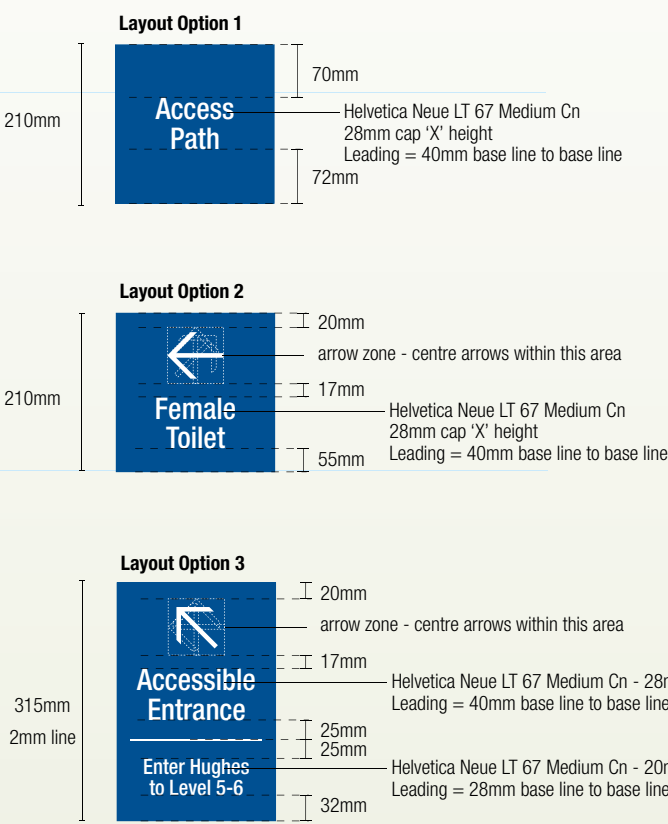 Layout Option 1
210mm
70mm
Access
Path
Helvetica Neue LT 67 Medium Cn
28mm cap ‘X’ height
Leading = 40mm base line to base line
72mm
Layout Option 2
210mm
20mm
arrow zone - centre arrows within this area
17mm
Female
Toilet
Helvetica Neue LT 67 Medium Cn
28mm cap ‘X’ height
Leading = 40mm base line to base line
55mm
Layout Option 3
315mm
2mm line
20mm
arrow zone - centre arrows within this area
17mm
Accessible
Entrance
Helvetica Neue LT 67 Medium Cn - 28m
Leading = 40mm base line to base line
25mm
25mm
Enter Hughes
to Level 5-6
Helvetica Neue LT 67 Medium Cn - 20m
Leading = 28mm base line to base line
32mm